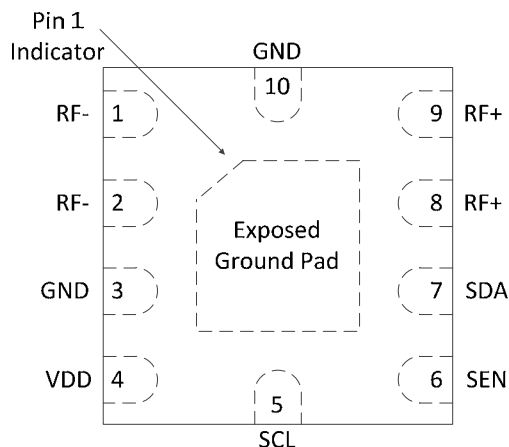 Pin 1
Indicator
GND
10
RF- 1
9 RF+
RF- 2
8 RF+
Exposed
Ground Pad
GND 3
7 SDA
VDD 4
6 SEN
5
SCL